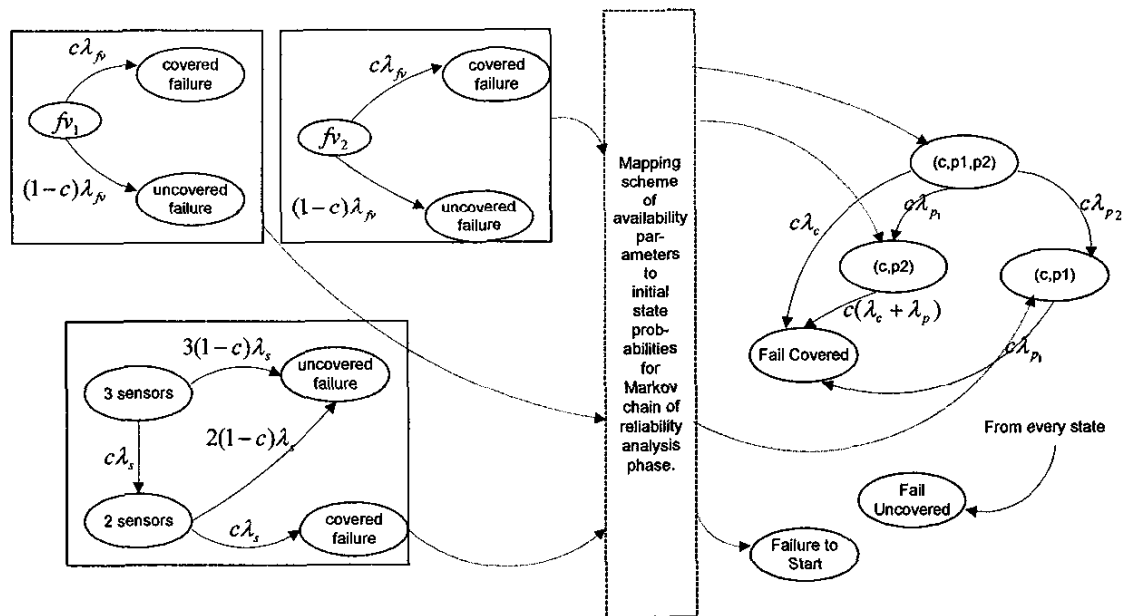 cλ_fv
covered
failure
fv₁
(1−c)λ_fv
uncovered
failure
cλ_fv
covered
failure
fv₂
(1−c)λ_fv
uncovered
failure
3 sensors
3(1−c)λ_s
uncovered
failure
cλ_s
2(1−c)λ_s
2 sensors
cλ_s
covered
failure
Mapping
scheme
of
availability
par-
ameters
to
initial
state
prob-
abilities
for
Markov
chain of
reliability
analysis
phase.
(c,p1,p2)
cλ_c
cλ_p₁
cλ_p₂
(c,p2)
(c,p1)
c(λ_c + λ_p)
Fail Covered
cλ_p₁
From every state
Fail
Uncovered
Failure to
Start